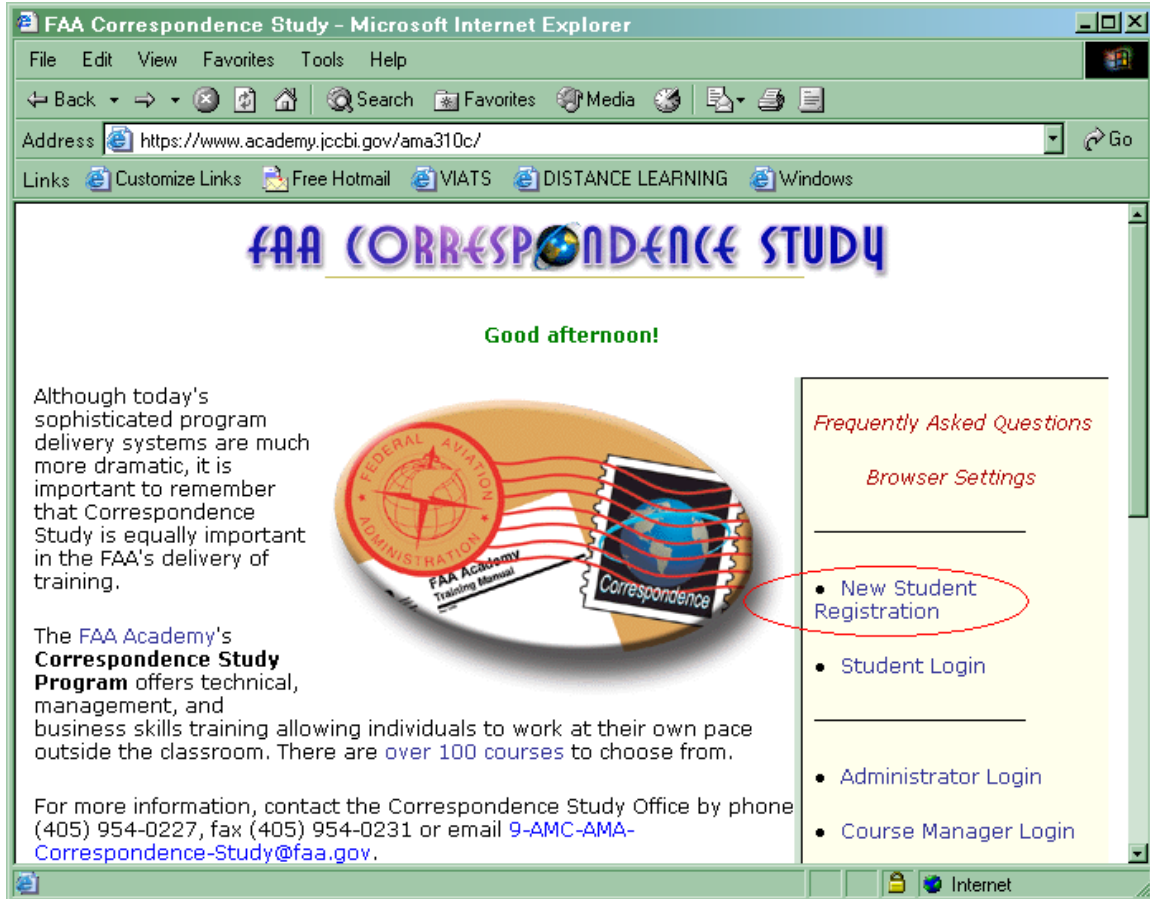 FAA Correspondence Study - Microsoft Internet Explorer
File Edit View Favorites Tools Help
Back Search Favorites Media
Address https://www.academy.jccbi.gov/ama310c/ Go
Links Customize Links Free Hotmail VIATS DISTANCE LEARNING Windows
FAA CORRESPONDENCE STUDY
Good afternoon!
Although today's
sophisticated program
delivery systems are much
more dramatic, it is
important to remember
that Correspondence
Study is equally important
in the FAA's delivery of
training.
The FAA Academy's
Correspondence Study
Program offers technical,
management, and
business skills training allowing individuals to work at their own pace
outside the classroom. There are over 100 courses to choose from.
For more information, contact the Correspondence Study Office by phone
(405) 954-0227, fax (405) 954-0231 or email 9-AMC-AMA-
Correspondence-Study@faa.gov.
FEDERAL AVIATION
ADMINISTRATION
FAA Academy
Training Manual
Correspondence
Frequently Asked Questions
Browser Settings
• New Student
Registration
• Student Login
• Administrator Login
• Course Manager Login
Internet